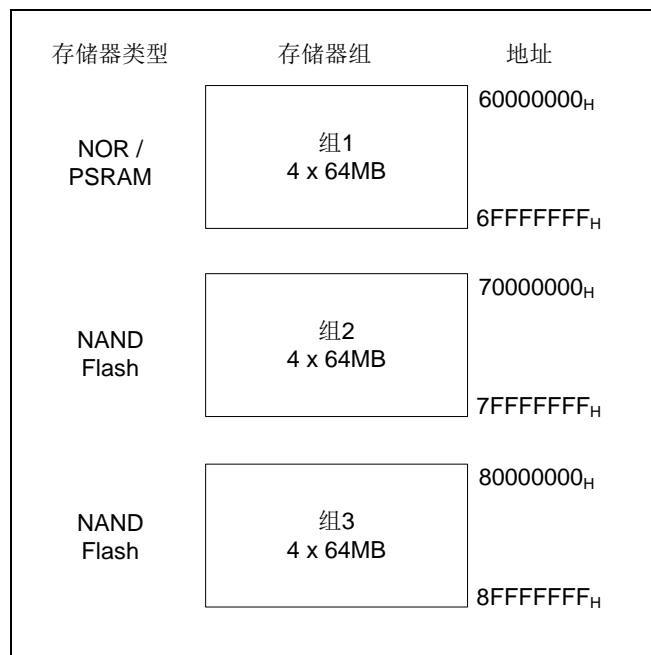 存储器类型 存储器组 地址
60000000H
NOR /
PSRAM
组1
4 x 64MB
6FFFFFFFH
70000000H
NAND
Flash
组2
4 x 64MB
7FFFFFFFH
80000000H
NAND
Flash
组3
4 x 64MB
8FFFFFFFH